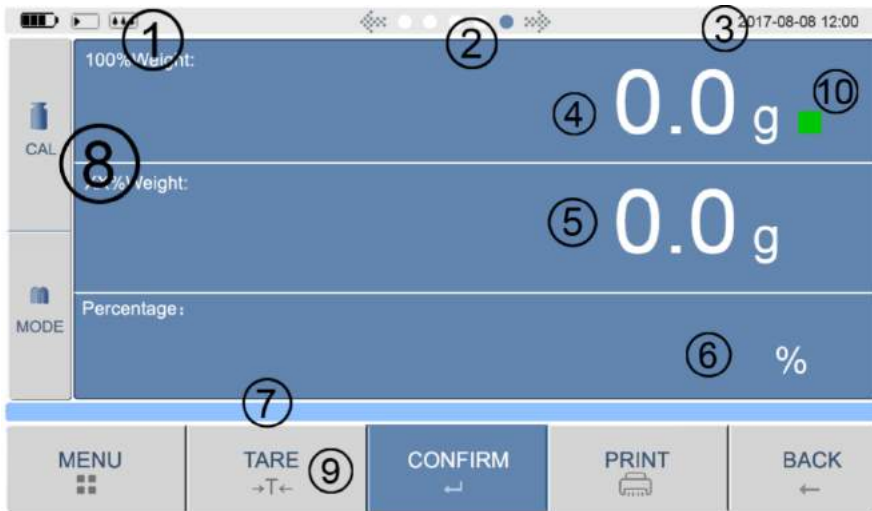 ① ② ③ 2017-08-08 12:00
100%Weight:
④ 0.0 g ⑩
CAL
⑧
XX%Weight:
⑤ 0.0 g
MODE
Percentage:
⑥ %
⑦
MENU TARE ⑨ CONFIRM PRINT BACK
→T←